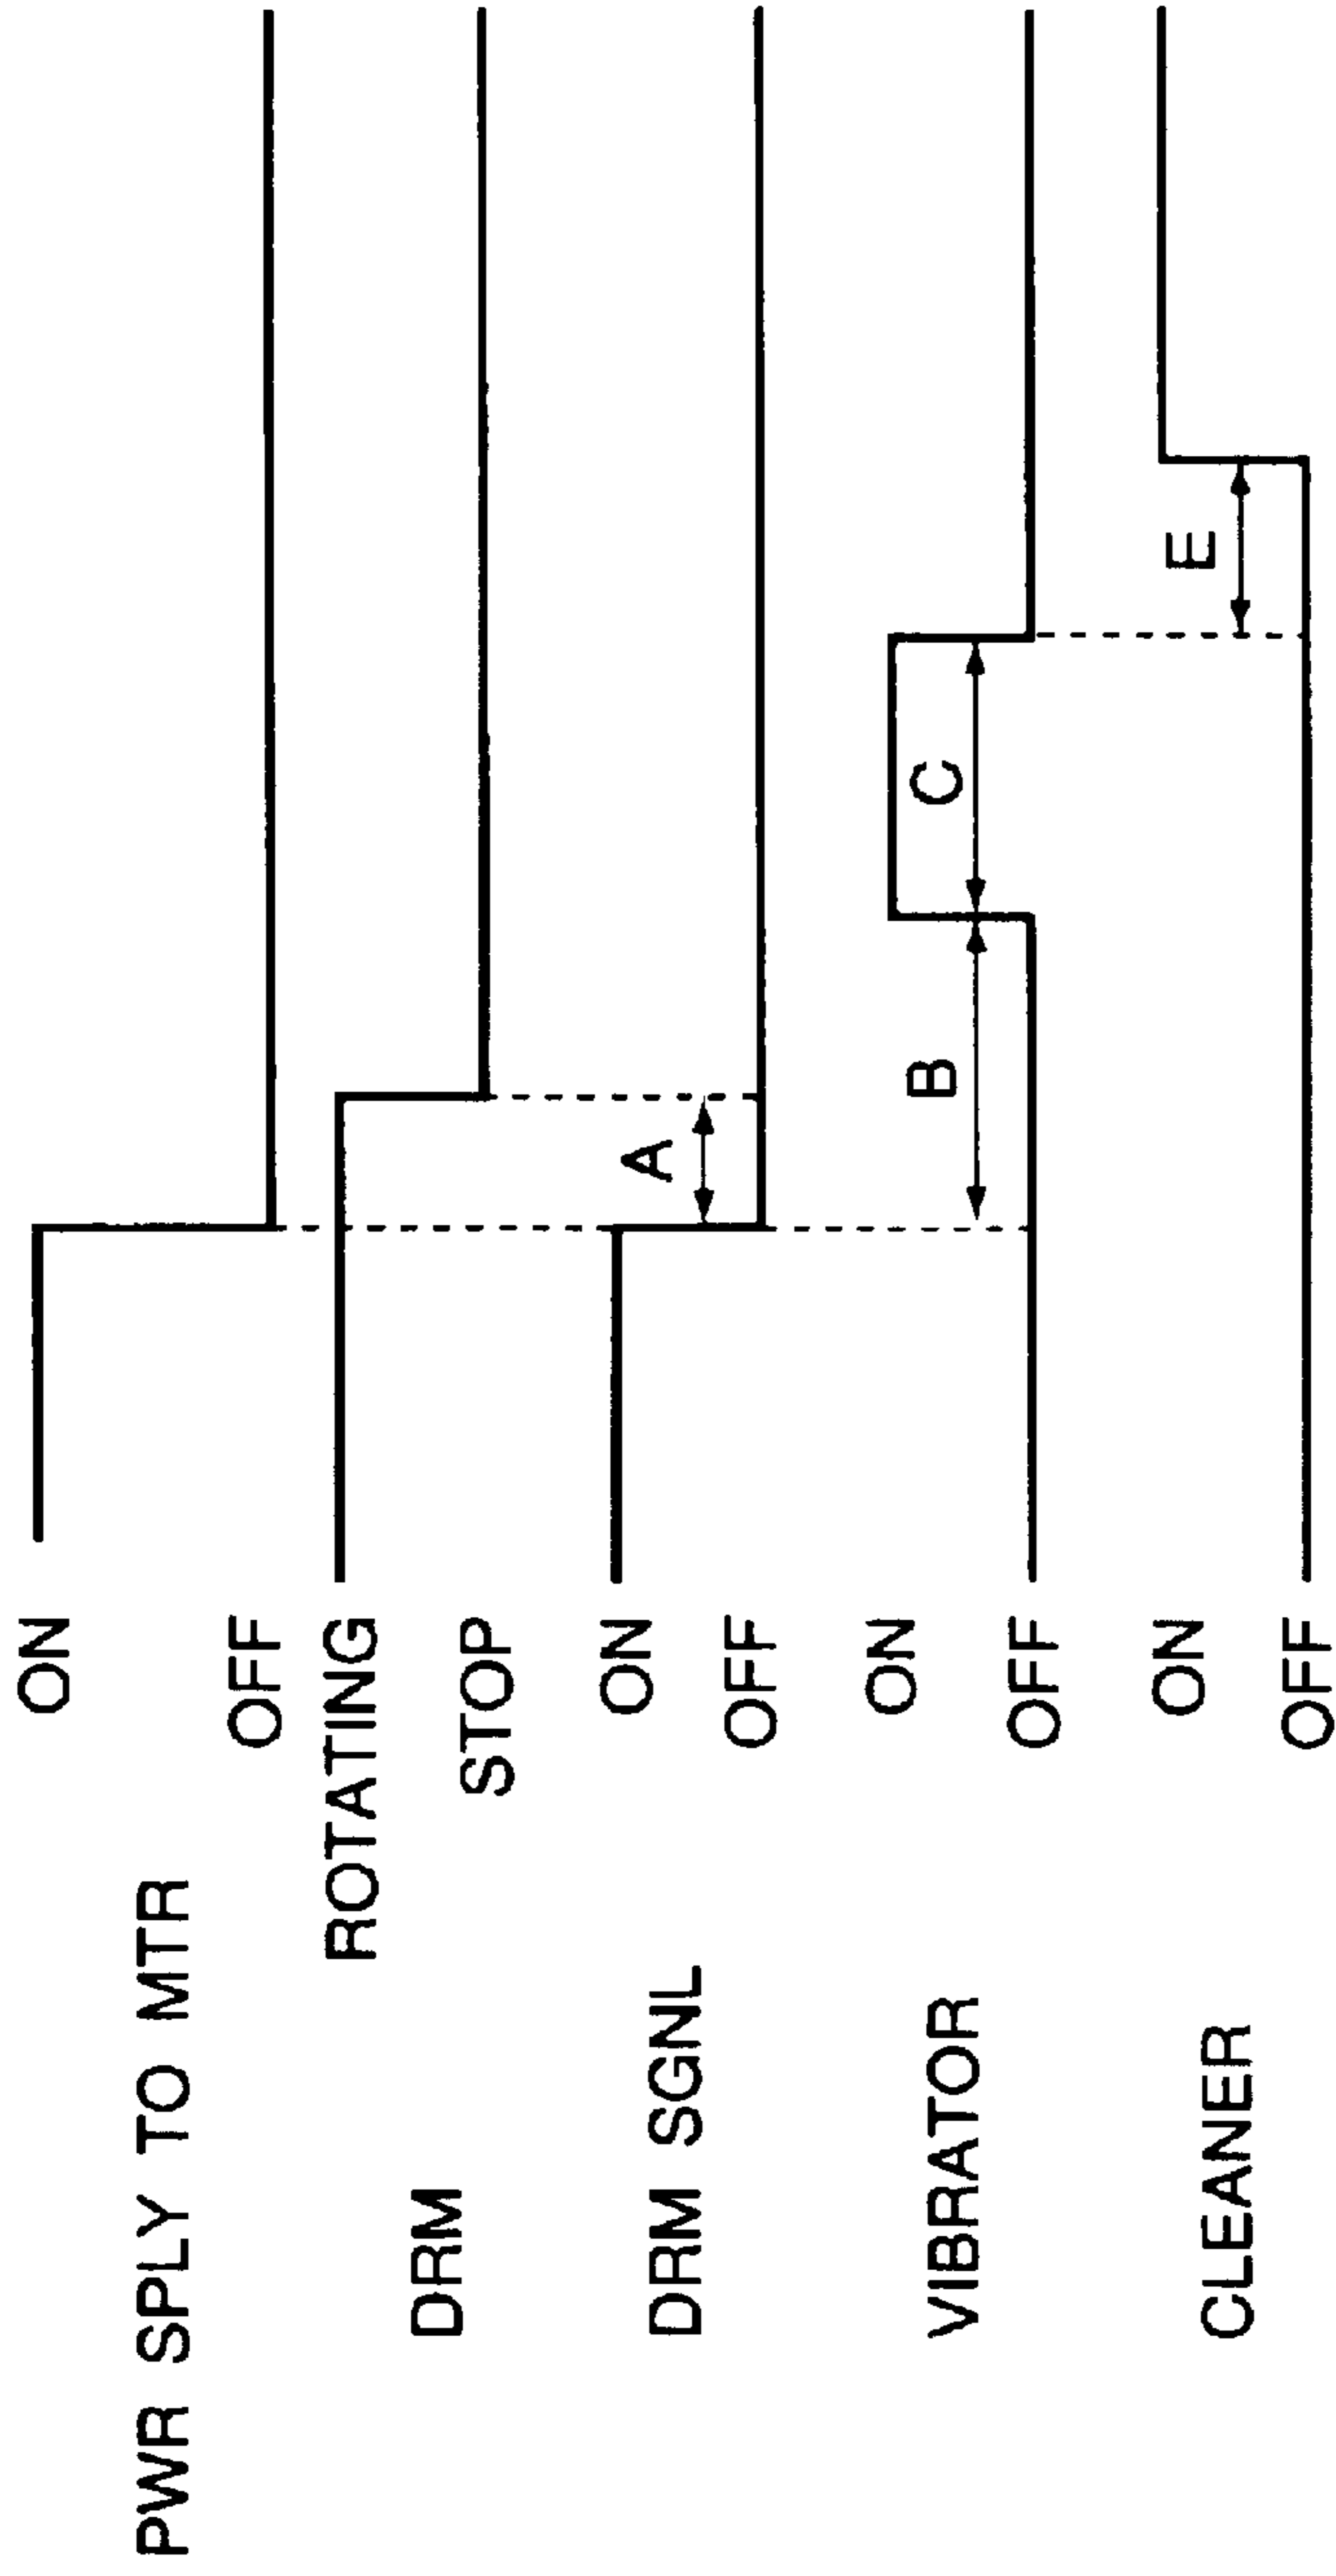 PWR SPLY TO MTR
ON
OFF
DRM
ROTATING
STOP
A
DRM SGNL
ON
OFF
VIBRATOR
ON
OFF
B
C
CLEANER
ON
OFF
E